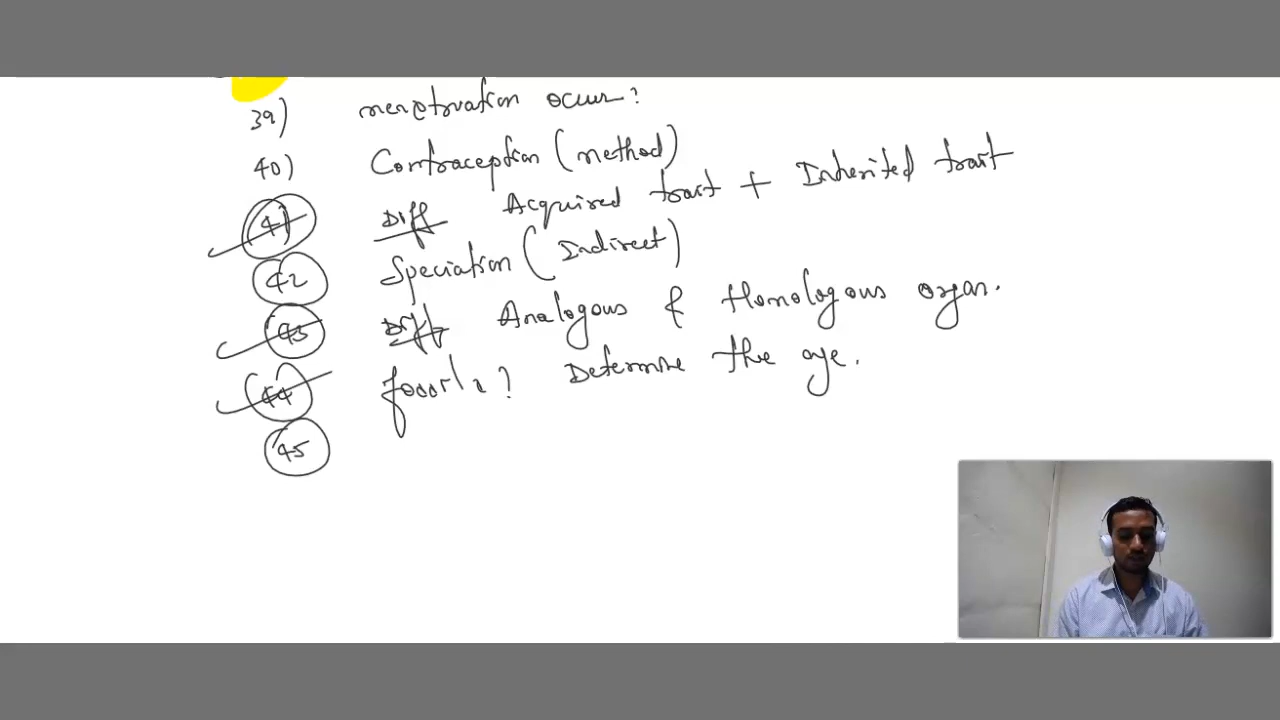 39) menstruation occur?
40) Contraception (method)
41) Diff Acquired trait + Inherited trait
42 Speciation (Indirect)
43 Diff Analogous & Homologous organ.
44 fossils? Determine the age.
45